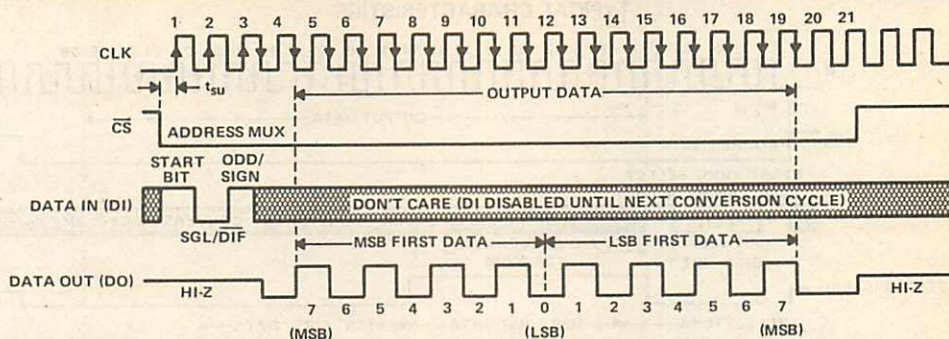 1 2 3 4 5 6 7 8 9 10 11 12 13 14 15 16 17 18 19 20 21
CLK
tsu
OUTPUT DATA
CS
ADDRESS MUX
START BIT
ODD/ SIGN
DATA IN (DI)
DON'T CARE (DI DISABLED UNTIL NEXT CONVERSION CYCLE)
SGL/DIF
MSB FIRST DATA
LSB FIRST DATA
DATA OUT (DO)
HI-Z
HI-Z
7 6 5 4 3 2 1 0 1 2 3 4 5 6 7
(MSB) (LSB) (MSB)